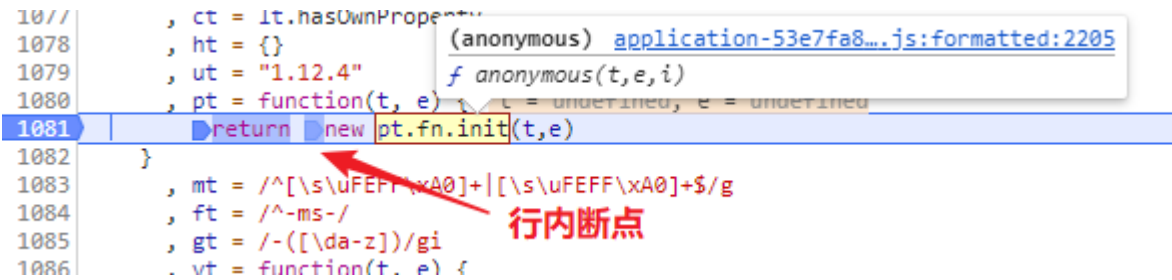 1077 , ct = lt.hasOwnProperty
1078 , ht = {}
(anonymous) application-53e7fa8….js:formatted:2205
1079 , ut = "1.12.4"
ƒ anonymous(t,e,i)
1080 , pt = function(t, e) { t = undefined, e = undefined
1081 return new pt.fn.init(t,e)
1082 }
1083 , mt = /^[\s\uFEFF\xA0]+|[\s\uFEFF\xA0]+$/g
1084 , ft = /^-ms-/
行内断点
1085 , gt = /-([\da-z])/gi
1086 , vt = function(t, e) {